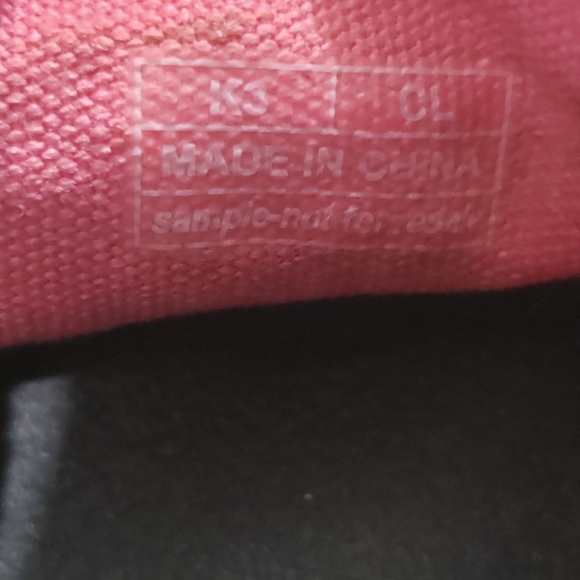 K3 CL
MADE IN CHINA
sample-not for resale